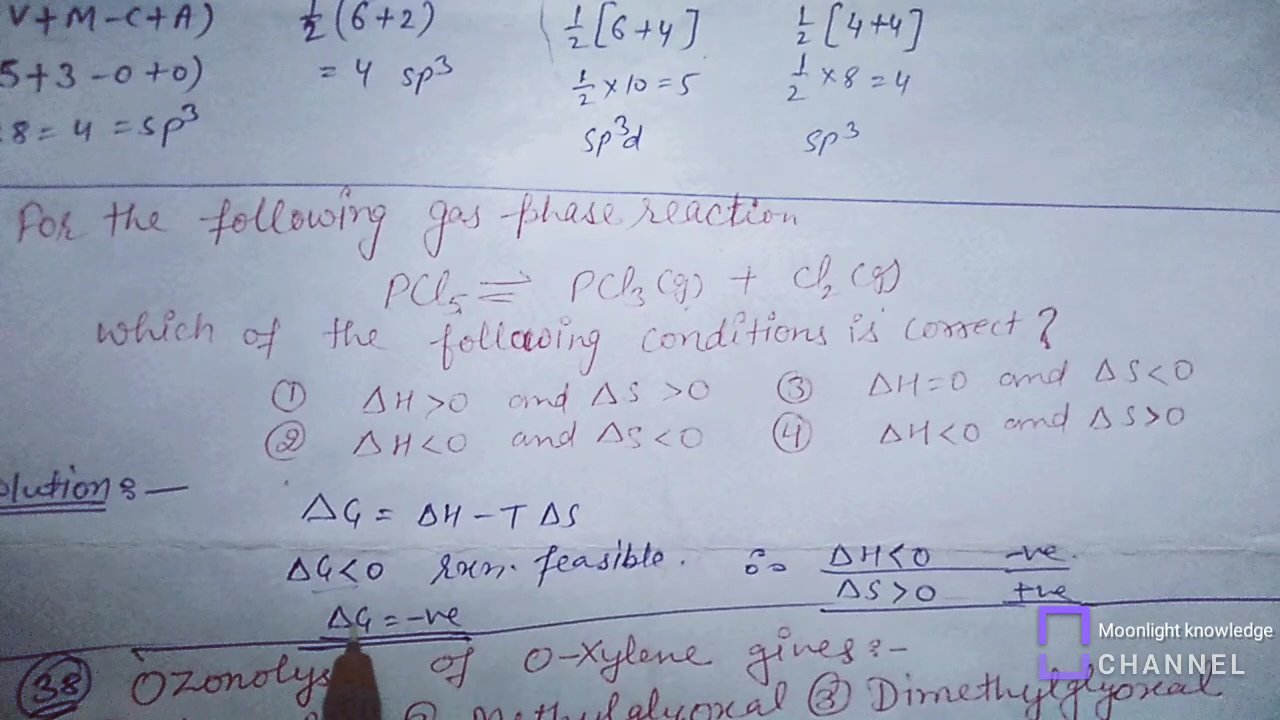 V+M-C+A) 1/2 (6+2) 1/2 [6+4] 1/2 [4+4]
5+3-0+0) = 4 sp³ 1/2 × 10 = 5 1/2 × 8 = 4
8 = 4 = sp³ sp³d sp³
For the following gas phase reaction
PCl₅ ⇌ PCl₃(g) + Cl₂(g)
which of the following conditions is correct?
① ΔH>0 and ΔS>0 ③ ΔH=0 and ΔS<0
② ΔH<0 and ΔS<0 ④ ΔH<0 and ΔS>0
olution:-
ΔG = ΔH - TΔS
ΔG<0 rxn. feasible. ∴ ΔH<0 -ve.
ΔS>0 +ve
ΔG = -ve
Moonlight knowledge
CHANNEL
38 Ozonolys of O-Xylene gives:-
② Methylglyoxal ③ Dimethylglyoxal